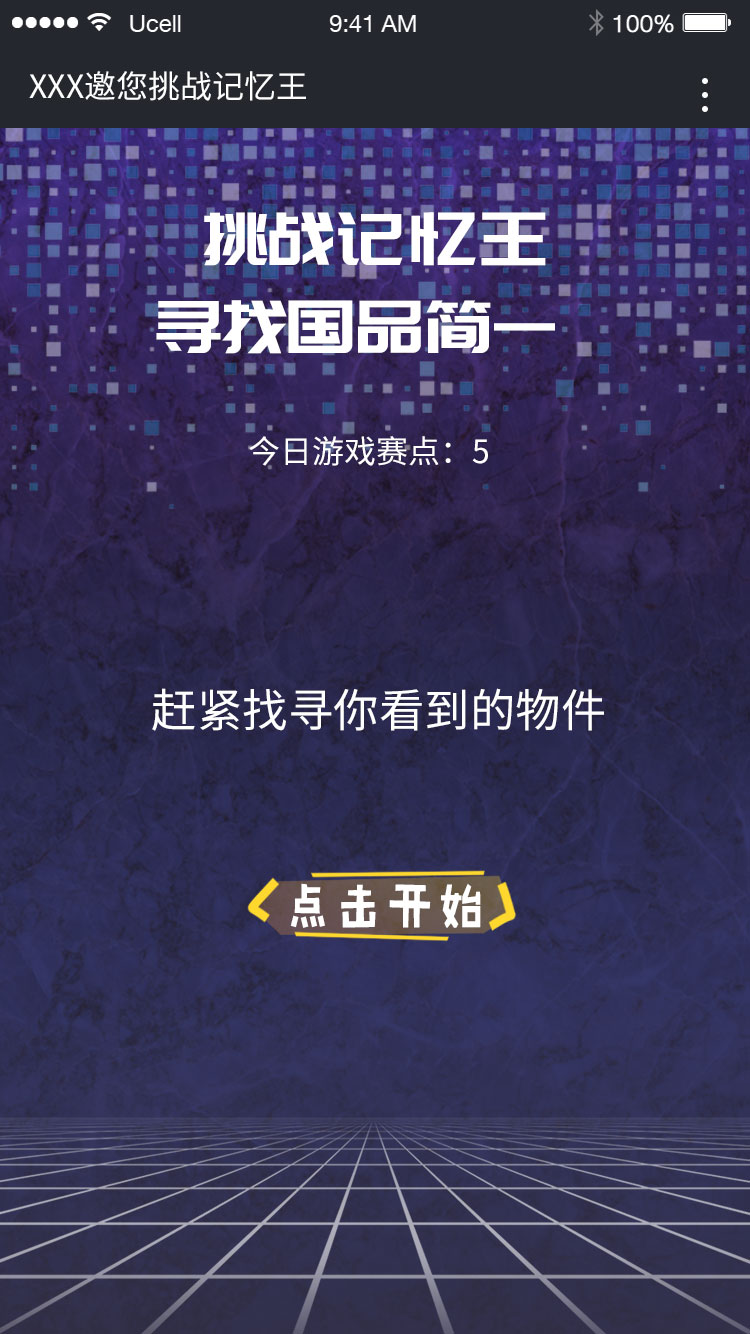 Ucell 9:41 AM 100%
XXX邀您挑战记忆王
挑战记忆王
寻找国品简一
今日游戏赛点：5
赶紧找寻你看到的物件
点击开始